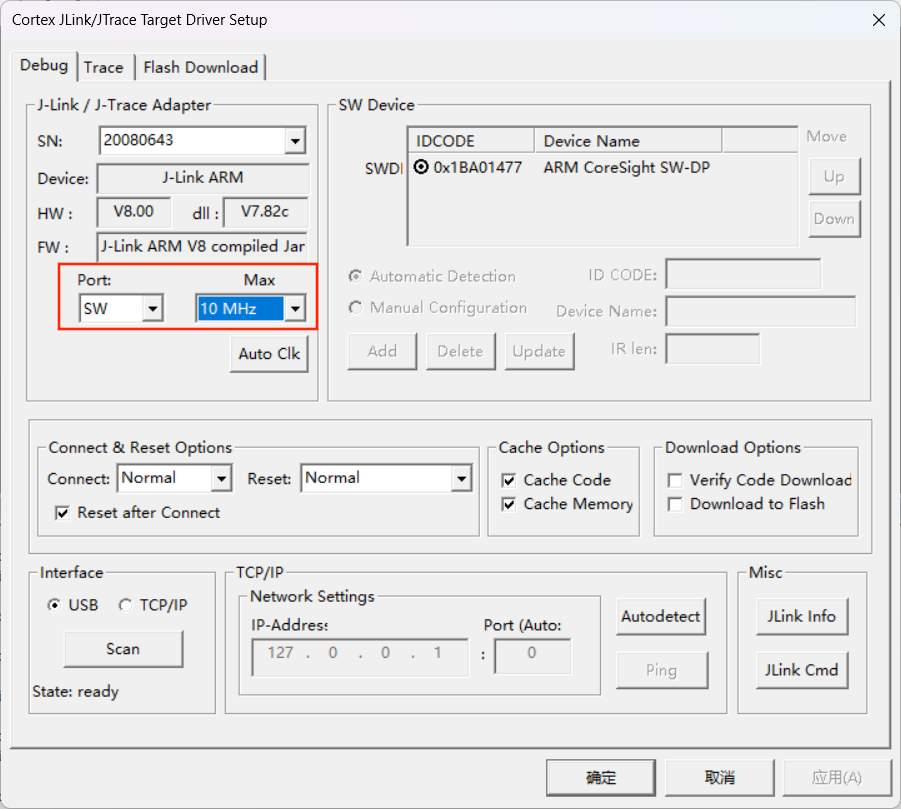 Cortex JLink/JTrace Target Driver Setup
Debug Trace Flash Download
J-Link / J-Trace Adapter
SN: 20080643
Device: J-Link ARM
HW : V8.00 dll : V7.82c
FW : J-Link ARM V8 compiled Jar
Port: Max
SW 10 MHz
Auto Clk
SW Device
IDCODE Device Name Move
SWDI 0x1BA01477 ARM CoreSight SW-DP Up
Down
Automatic Detection ID CODE:
Manual Configuration Device Name:
Add Delete Update IR len:
Connect & Reset Options
Connect: Normal Reset: Normal
Reset after Connect
Cache Options
Cache Code
Cache Memory
Download Options
Verify Code Download
Download to Flash
Interface
USB TCP/IP
Scan
State: ready
TCP/IP
Network Settings
IP-Address: Port (Auto:
127 . 0 . 0 . 1 : 0
Autodetect
Ping
Misc
JLink Info
JLink Cmd
确定 取消 应用(A)